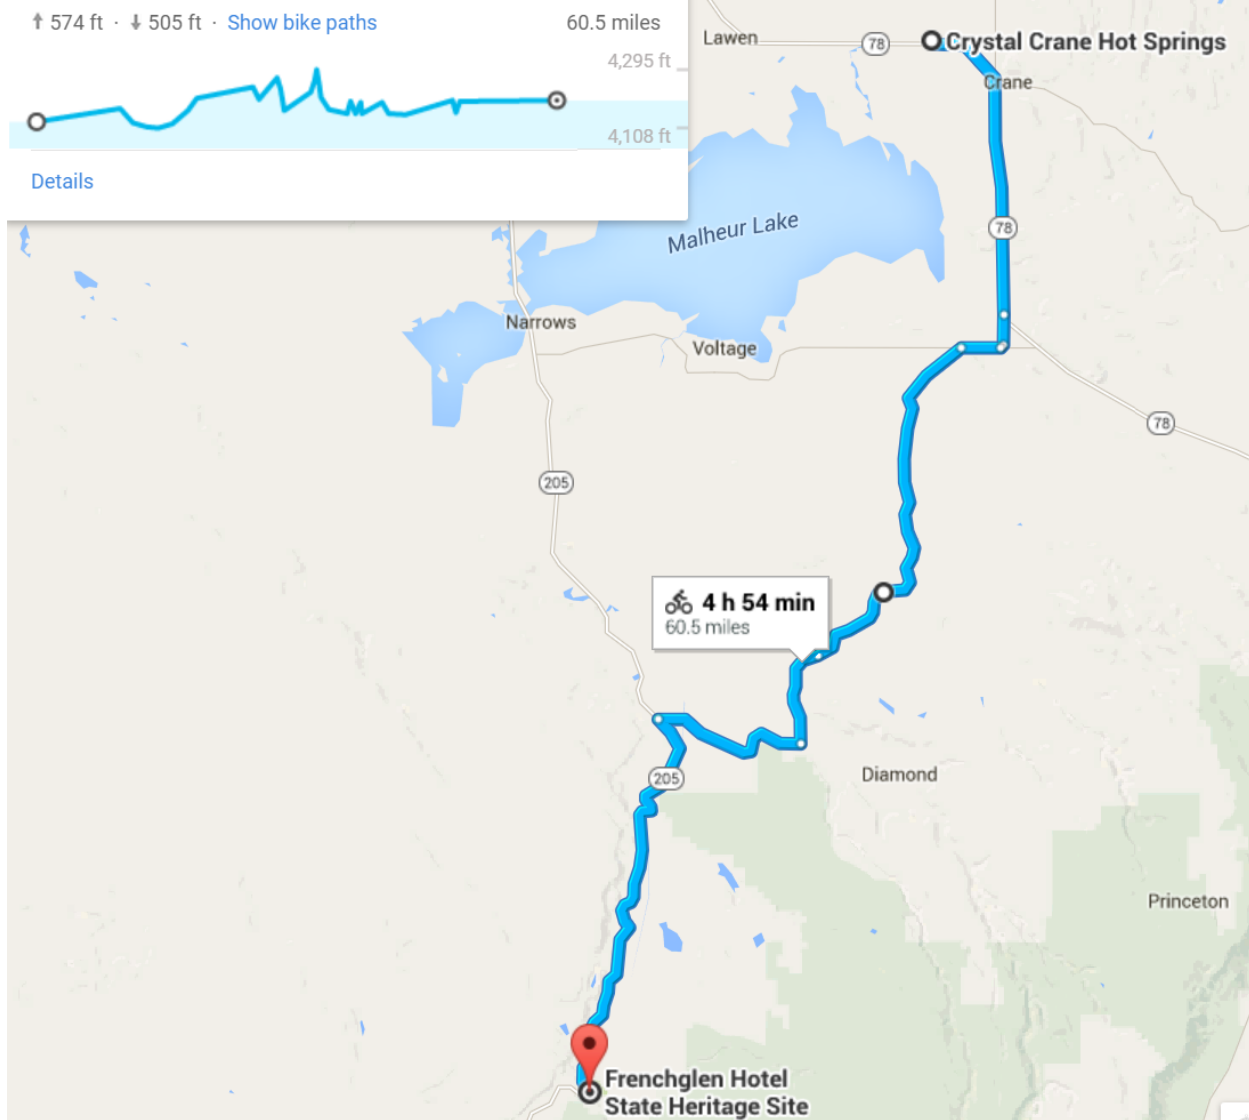 574 ft · 505 ft · Show bike paths 60.5 miles
4,295 ft
4,108 ft
Details
Lawen
78
Crystal Crane Hot Springs
Crane
Malheur Lake
78
Narrows
Voltage
78
205
4 h 54 min
60.5 miles
205
Diamond
Princeton
Frenchglen Hotel
State Heritage Site